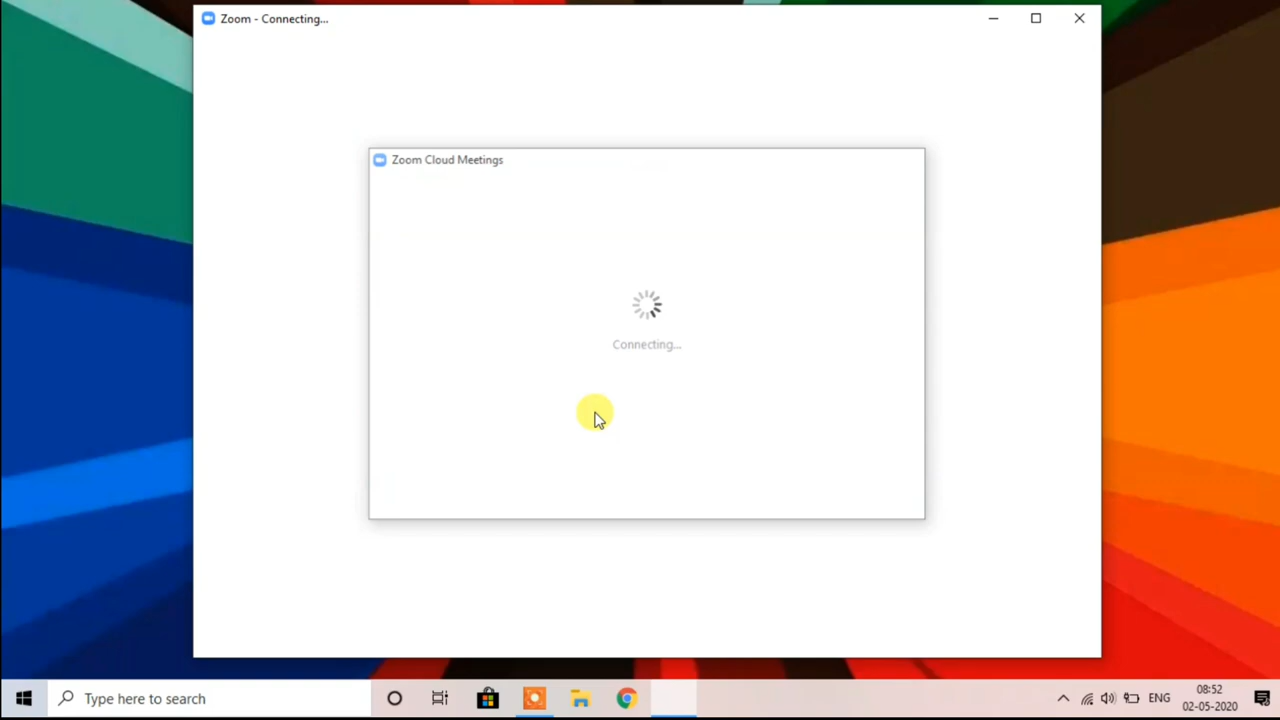 Zoom - Connecting...
Zoom Cloud Meetings
Connecting...
Type here to search
ENG
08:52
02-05-2020